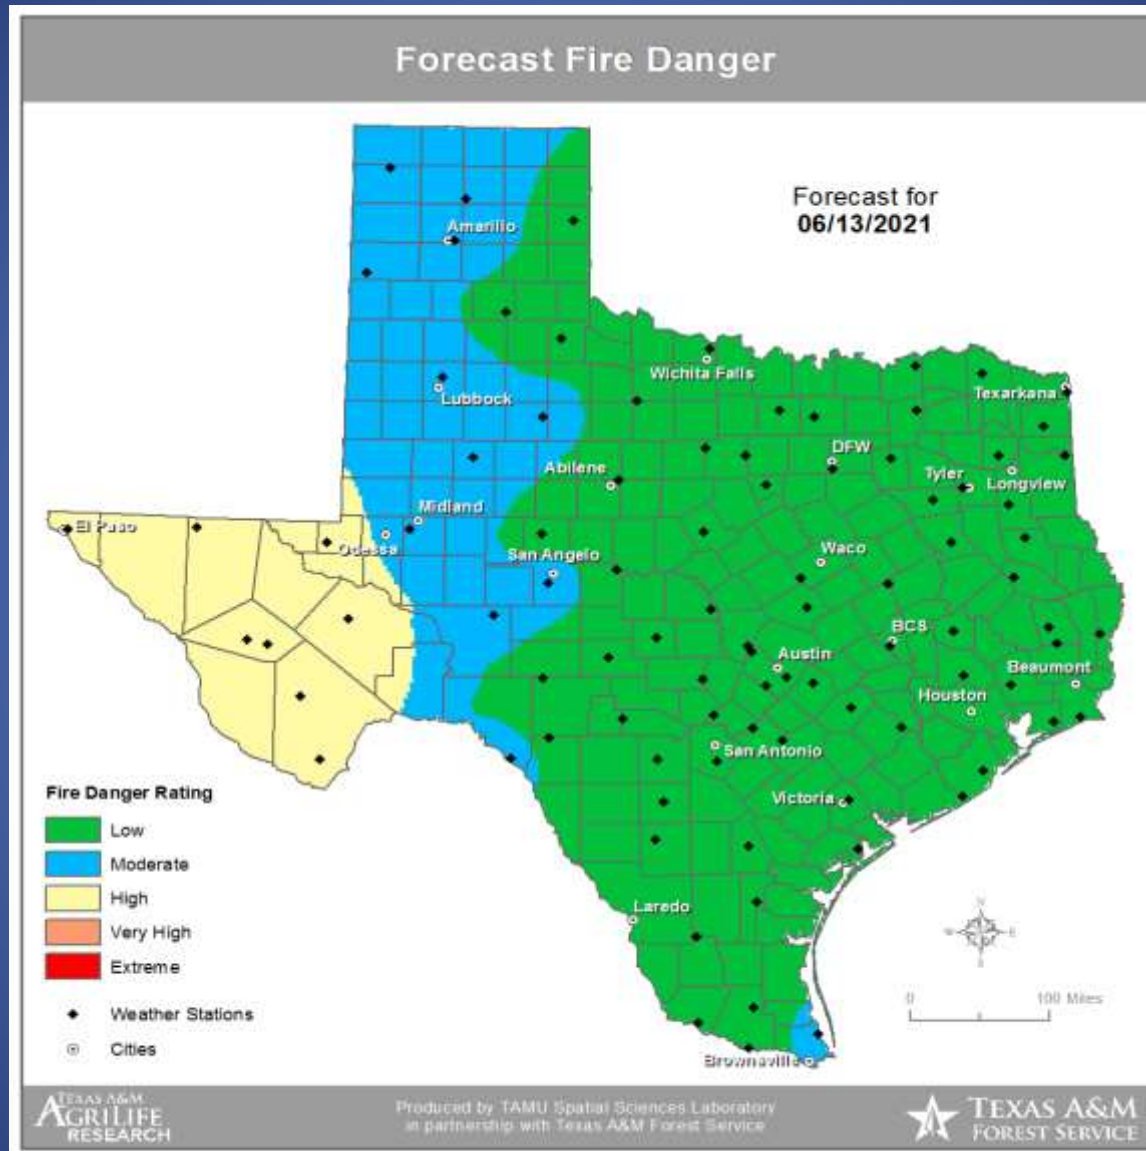 Forecast Fire Danger
Forecast for
06/13/2021
Amarillo
Wichita Falls
Lubbock
Texarkana
DFW
Abilene
Tyler
Longview
Midland
El Paso
Odessa
San Angelo
Waco
BCS
Austin
Beaumont
Houston
San Antonio
Victoria
Laredo
Brownsville
Fire Danger Rating
Low
Moderate
High
Very High
Extreme
Weather Stations
Cities
N
W E
S
0 100 Miles
TEXAS A&M
AGRILIFE
RESEARCH
Produced by TAMU Spatial Sciences Laboratory
in partnership with Texas A&M Forest Service
TEXAS A&M
FOREST SERVICE